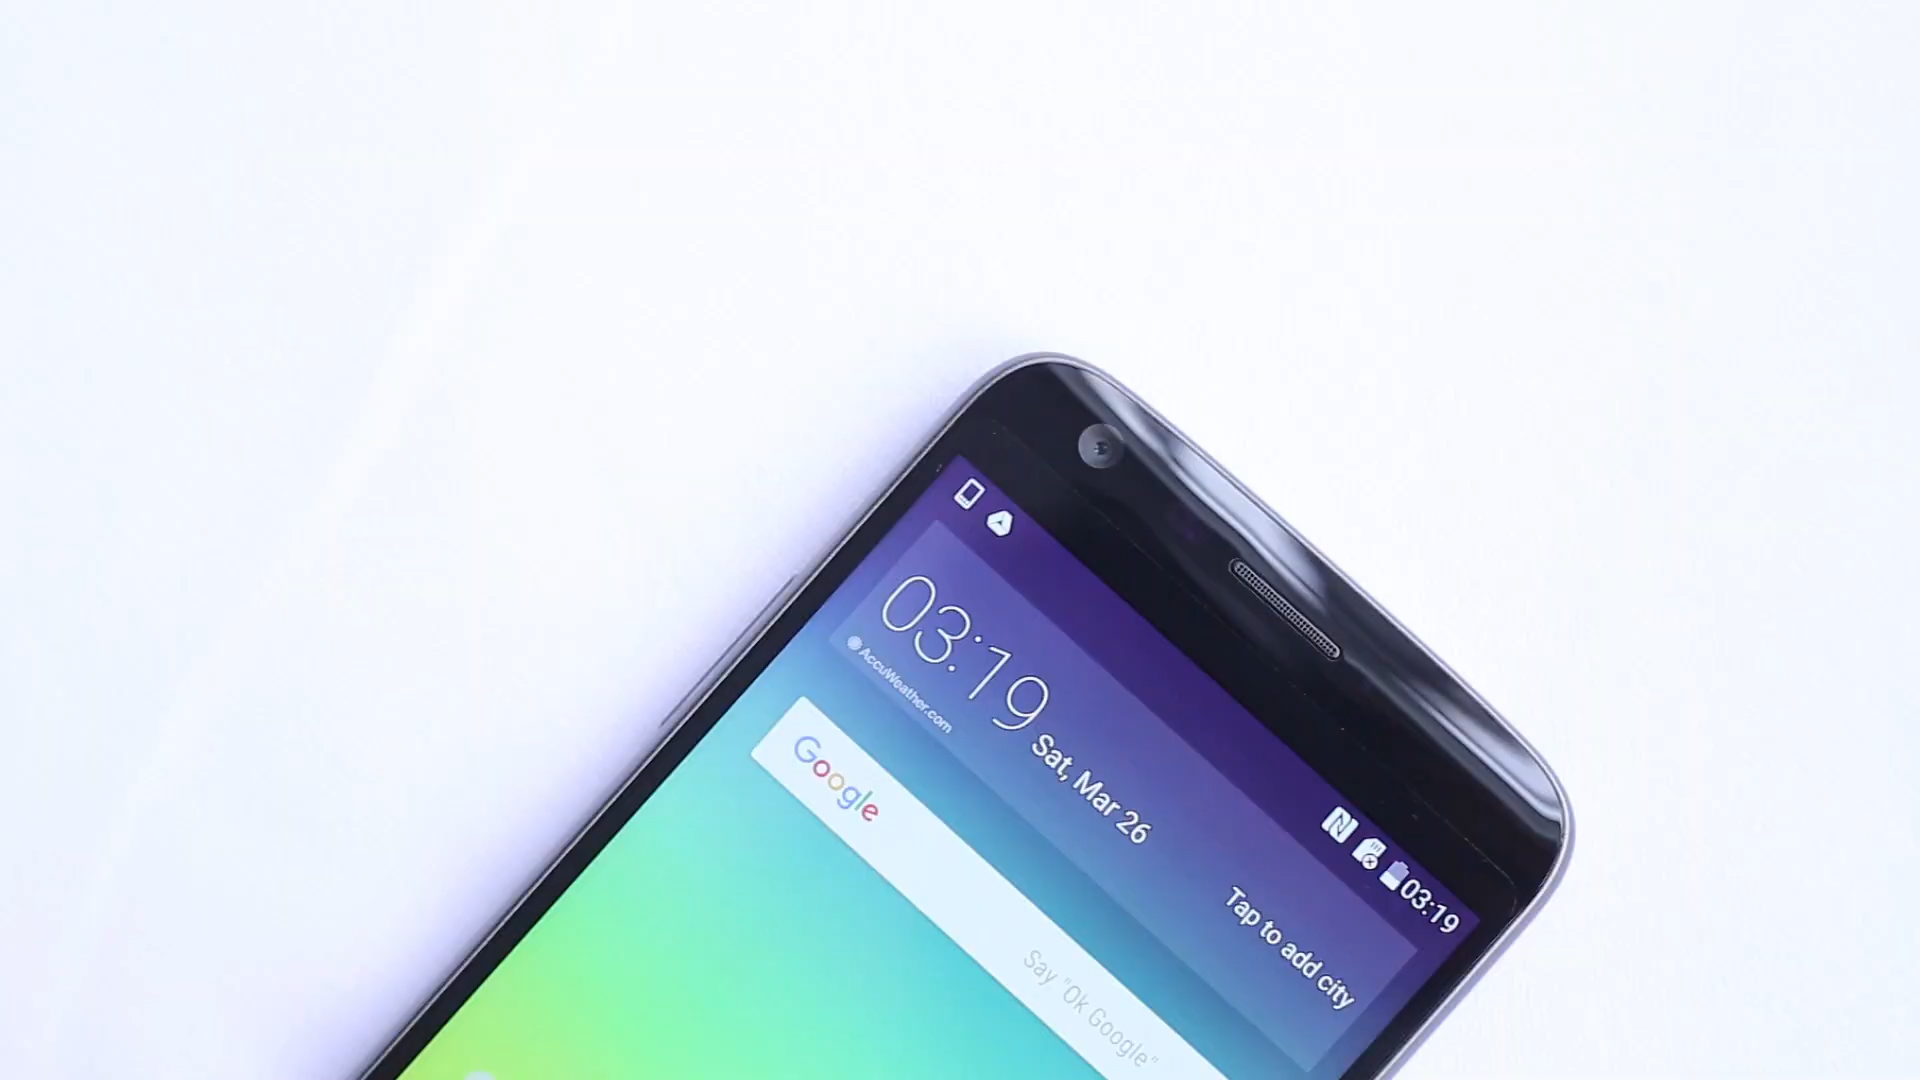 03:19
03:19
AccuWeather.com
Sat, Mar 26
Tap to add city
Google
Say "Ok Google"